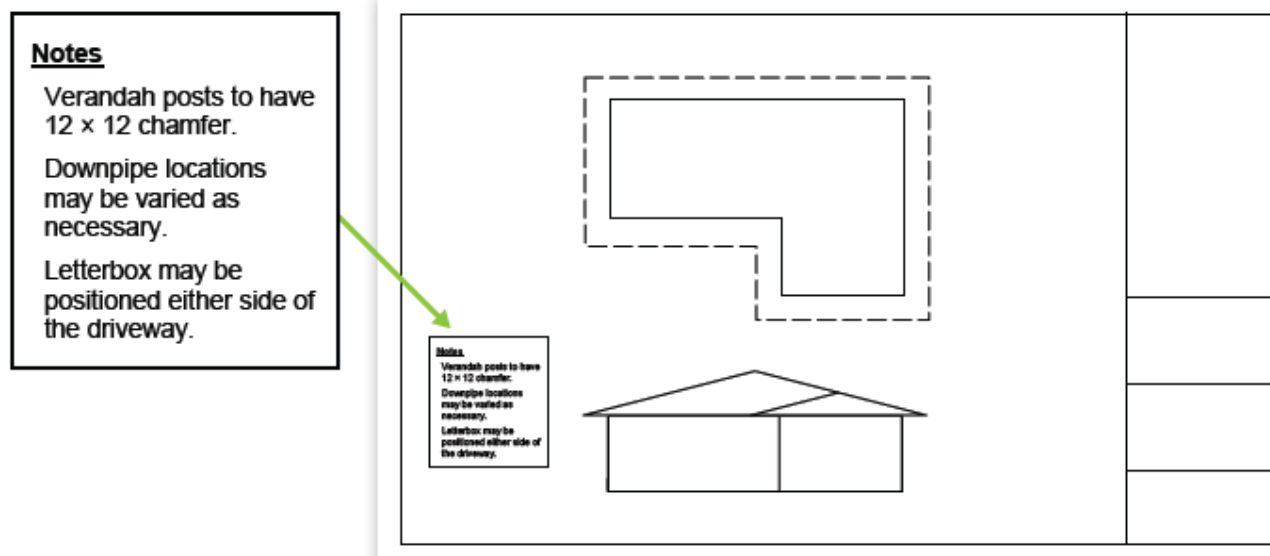 Notes
Verandah posts to have
12 × 12 chamfer.
Downpipe locations
may be varied as
necessary.
Letterbox may be
positioned either side of
the driveway.
Notes
Verandah posts to have
12 × 12 chamfer.
Downpipe locations
may be varied as
necessary.
Letterbox may be
positioned either side of
the driveway.